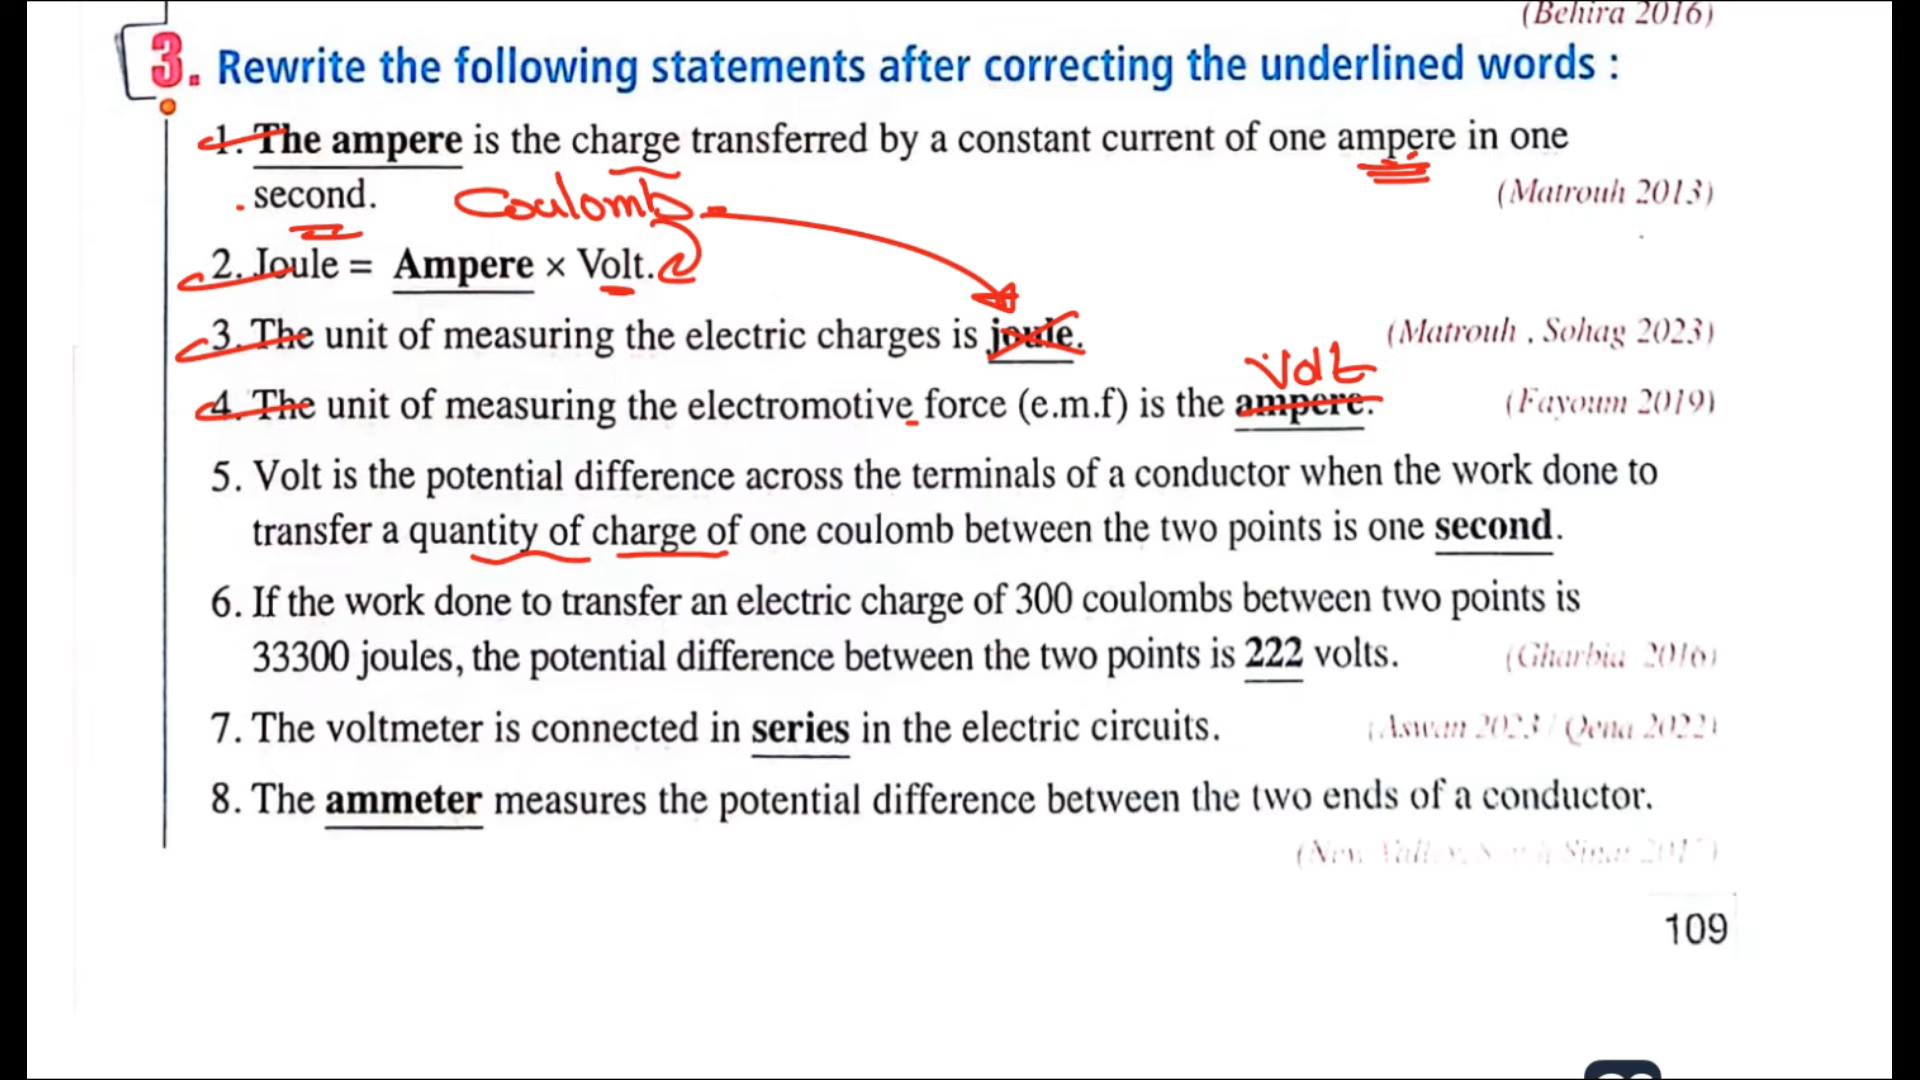 (Behira 2016)
3. Rewrite the following statements after correcting the underlined words :
1. The ampere is the charge transferred by a constant current of one ampere in one
second.
(Matrouh 2013)
Coulomb
2. Joule = Ampere × Volt.
3. The unit of measuring the electric charges is joule.
(Matrouh , Sohag 2023)
Volt
4. The unit of measuring the electromotive force (e.m.f) is the ampere.
(Fayoum 2019)
5. Volt is the potential difference across the terminals of a conductor when the work done to
transfer a quantity of charge of one coulomb between the two points is one second.
6. If the work done to transfer an electric charge of 300 coulombs between two points is
33300 joules, the potential difference between the two points is 222 volts.
(Gharbia 2016)
7. The voltmeter is connected in series in the electric circuits.
(Aswan 2023 / Qena 2022)
8. The ammeter measures the potential difference between the two ends of a conductor.
(New Valley, Sinai
109